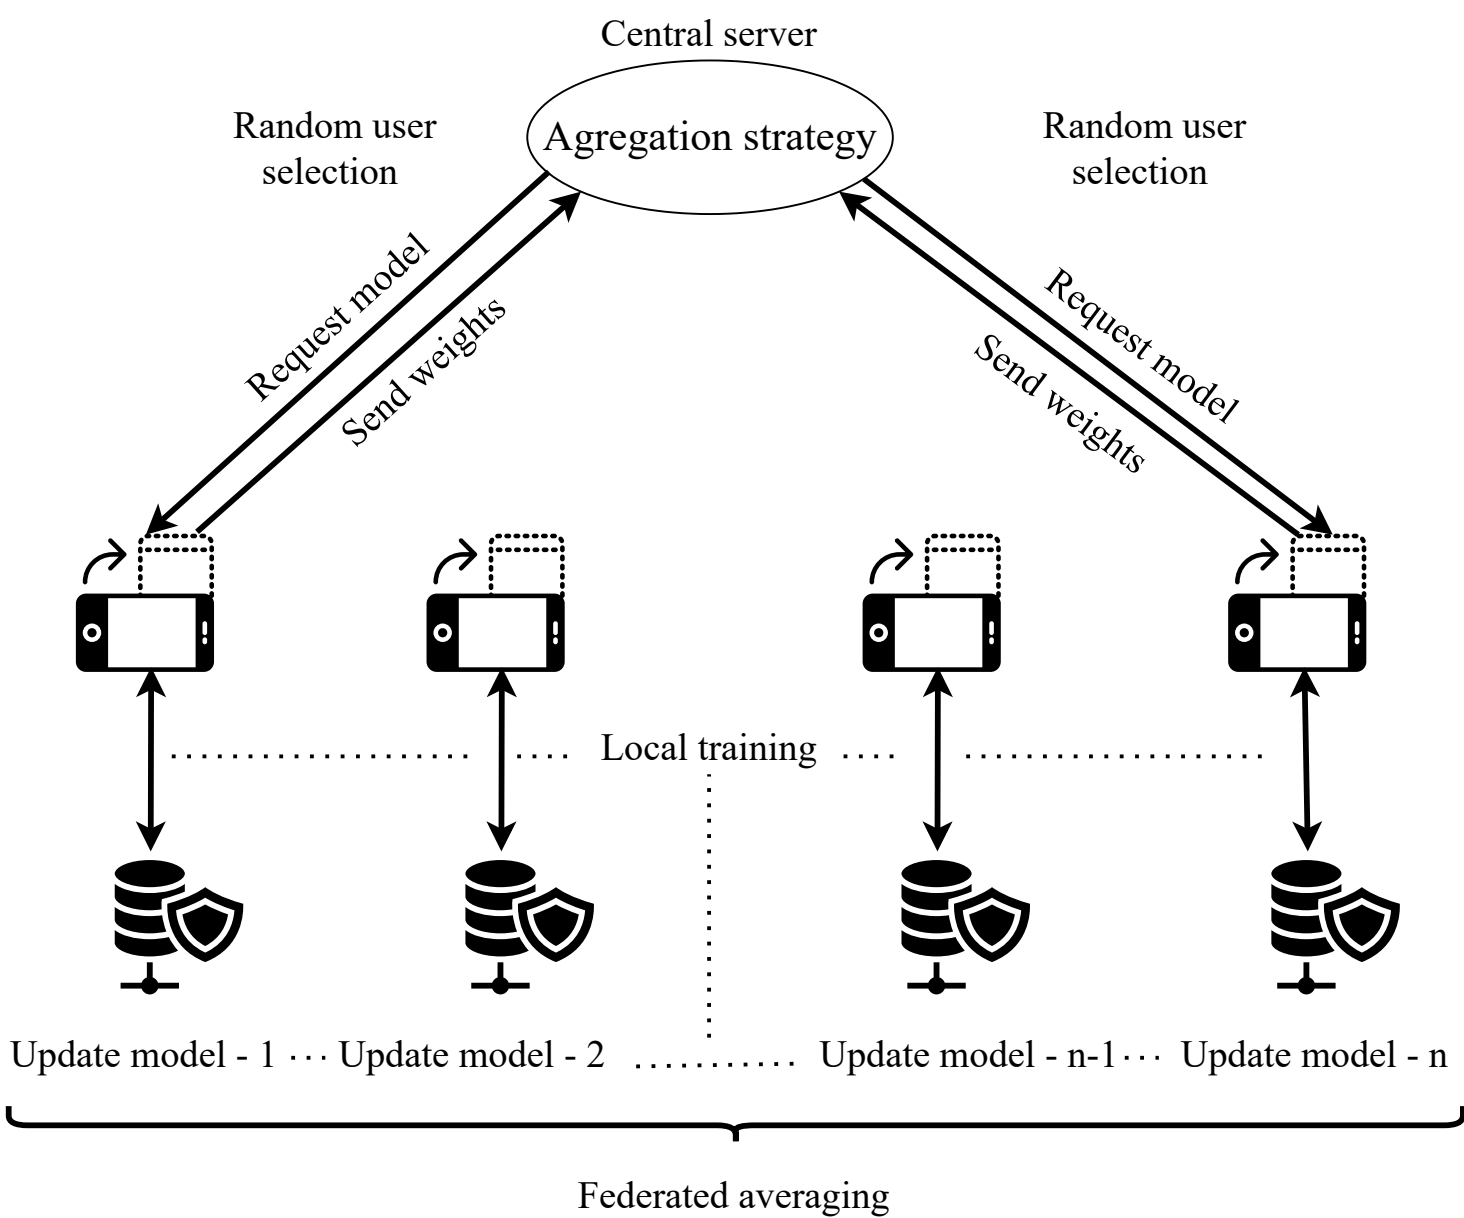 Central server
Random user
selection
Agregation strategy
Random user
selection
Request model
Send weights
Request model
Send weights
Local training
Update model - 1 ... Update model - 2 ........... Update model - n-1 ... Update model - n
Federated averaging